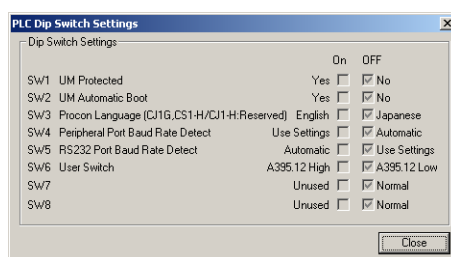 PLC Dip Switch Settings
Dip Switch Settings
On OFF
SW1 UM Protected Yes No
SW2 UM Automatic Boot Yes No
SW3 Procon Language (CJ1G,CS1-H/CJ1-H:Reserved) English Japanese
SW4 Peripheral Port Baud Rate Detect Use Settings Automatic
SW5 RS232 Port Baud Rate Detect Automatic Use Settings
SW6 User Switch A395.12 High A395.12 Low
SW7 Unused Normal
SW8 Unused Normal
Close